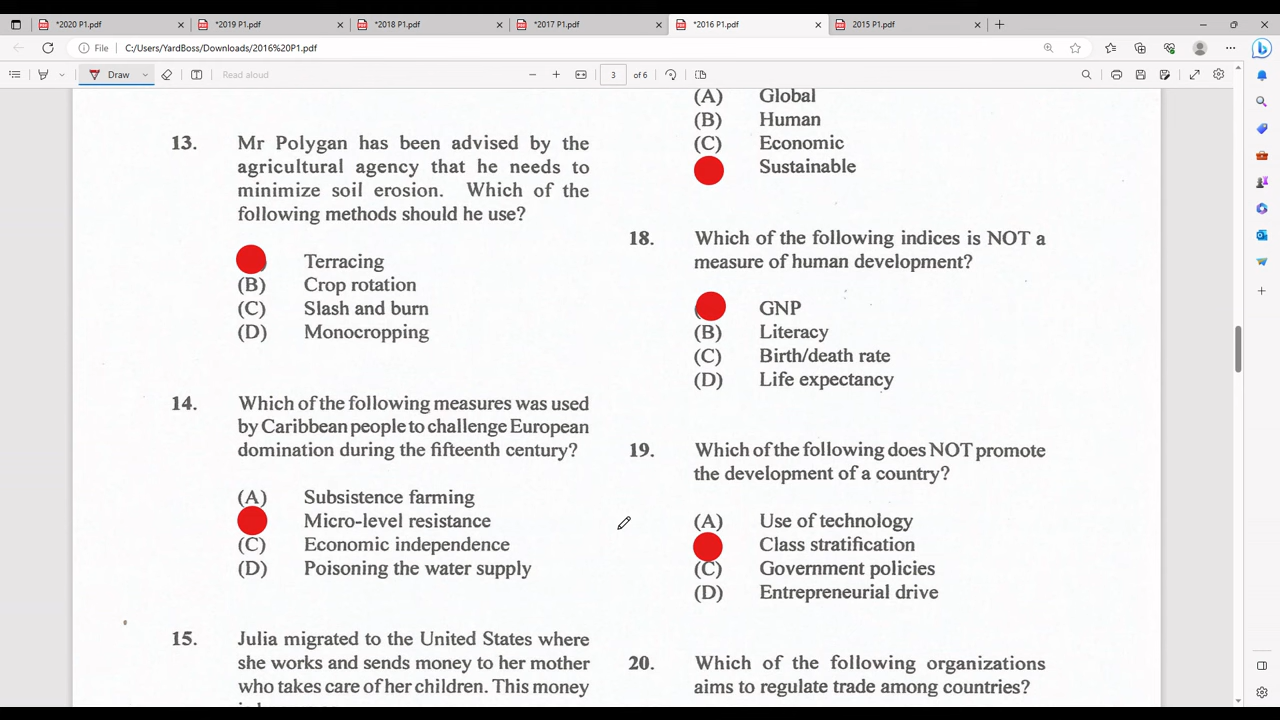 *2020 P1.pdf
*2019 P1.pdf
*2018 P1.pdf
*2017 P1.pdf
*2016 P1.pdf
2015 P1.pdf
File
C:/Users/YardBoss/Downloads/2016%20P1.pdf
Draw
Read aloud
3
of 6
13. Mr Polygan has been advised by the
agricultural agency that he needs to
minimize soil erosion. Which of the
following methods should he use?
Terracing
(B) Crop rotation
(C) Slash and burn
(D) Monocropping
14. Which of the following measures was used
by Caribbean people to challenge European
domination during the fifteenth century?
(A) Subsistence farming
Micro-level resistance
(C) Economic independence
(D) Poisoning the water supply
15. Julia migrated to the United States where
she works and sends money to her mother
who takes care of her children. This money
(A) Global
(B) Human
(C) Economic
Sustainable
18. Which of the following indices is NOT a
measure of human development?
GNP
(B) Literacy
(C) Birth/death rate
(D) Life expectancy
19. Which of the following does NOT promote
the development of a country?
(A) Use of technology
Class stratification
(C) Government policies
(D) Entrepreneurial drive
20. Which of the following organizations
aims to regulate trade among countries?